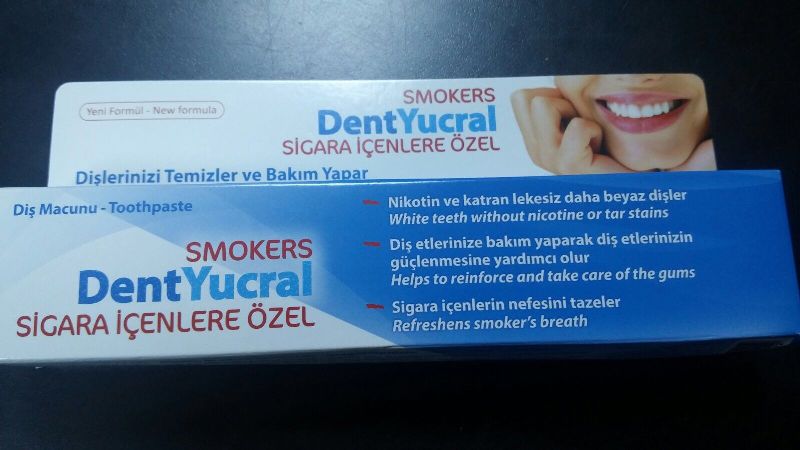 Yeni Formül - New formula
SMOKERS
DentYucral
SİGARA İÇENLERE ÖZEL
Dişlerinizi Temizler ve Bakım Yapar
Diş Macunu - Toothpaste
SMOKERS
DentYucral
SİGARA İÇENLERE ÖZEL
Nikotin ve katran lekesiz daha beyaz dişler
White teeth without nicotine or tar stains
Diş etlerinize bakım yaparak diş etlerinizin
güçlenmesine yardımcı olur
Helps to reinforce and take care of the gums
Sigara içenlerin nefesini tazeler
Refreshens smoker's breath